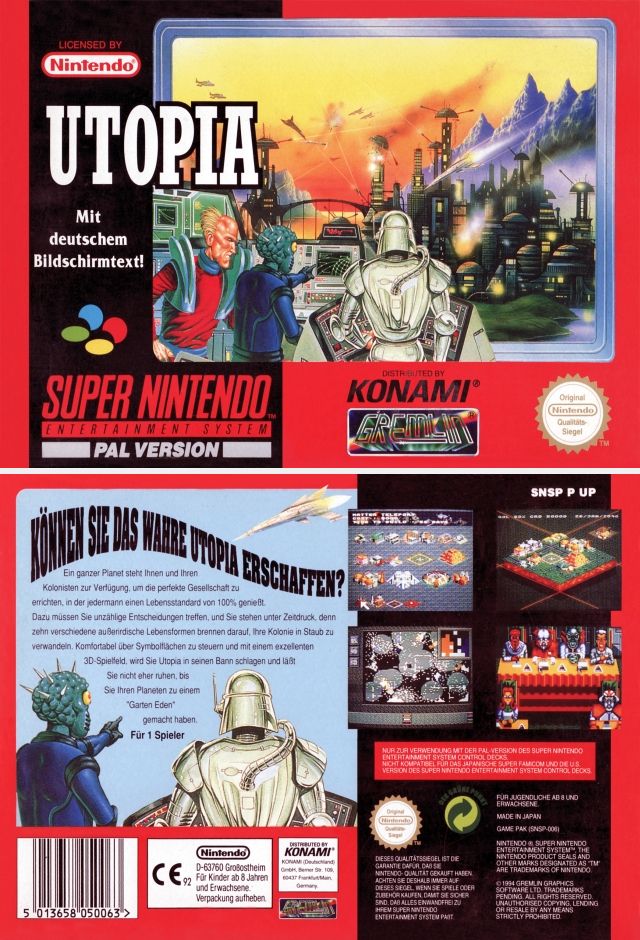 LICENSED BY
Nintendo®
UTOPIA
Mit
deutschem
Bildschirmtext!
SUPER NINTENDO™
ENTERTAINMENT SYSTEM
PAL VERSION
DISTRIBUTED BY
KONAMI®
GREMLIN®
Original
Nintendo
Qualitäts-
Siegel
TM
SNSP P UP
KÖNNEN SIE DAS WAHRE UTOPIA ERSCHAFFEN?
Ein ganzer Planet steht Ihnen und Ihren
Kolonisten zur Verfügung, um die perfekte Gesellschaft zu
errichten, in der jedermann einen Lebensstandard von 100% genießt.
Dazu müssen Sie unzählige Entscheidungen treffen, und Sie stehen unter Zeitdruck, denn
zehn verschiedene außerirdische Lebensformen brennen darauf, Ihre Kolonie in Staub zu
verwandeln. Komfortabel über Symbolflächen zu steuern und mit einem exzellenten
3D-Spielfeld, wird Sie Utopia in seinen Bann schlagen und läßt
Sie nicht eher ruhen, bis
Sie Ihren Planeten zu einem
"Garten Eden"
gemacht haben.
Für 1 Spieler
MATTER TELEPORT
NUR ZUR VERWENDUNG MIT DER PAL-VERSION DES SUPER NINTENDO
ENTERTAINMENT SYSTEM CONTROL DECKS.
NICHT KOMPATIBEL FÜR DAS JAPANISCHE SUPER FAMICOM UND DIE U.S.
VERSION DES SUPER NINTENDO ENTERTAINMENT SYSTEM CONTROL DECKS.
Original
Nintendo
Qualitäts-
Siegel
TM
DER GRÜNE PUNKT
FÜR JUGENDLICHE AB 8 UND
ERWACHSENE.
MADE IN JAPAN
GAME PAK (SNSP-006)
NINTENDO ®, SUPER NINTENDO
ENTERTAINMENT SYSTEM™, THE
NINTENDO PRODUCT SEALS AND
OTHER MARKS DESIGNATED AS "TM"
ARE TRADEMARKS OF NINTENDO.
© 1994 GREMLIN GRAPHICS
SOFTWARE LTD. TRADEMARKS
PENDING. ALL RIGHTS RESERVED.
UNAUTHORISED COPYING, LENDING
OR RESALE BY ANY MEANS
STRICTLY PROHIBITED.
DIESES QUALITÄTSSIEGEL IST DIE
GARANTIE DAFÜR, DAß SIE
NINTENDO- QUALITÄT GEKAUFT HABEN.
ACHTEN SIE DESHALB IMMER AUF
DIESES SIEGEL, WENN SIE SPIELE ODER
ZUBEHÖR KAUFEN, DAMIT SIE SICHER
SIND, DAß ALLES EINWANDFREI ZU
IHREM SUPER NINTENDO
ENTERTAINMENT SYSTEM PAßT.
5 013658 050063 >
CE 92
Nintendo®
D-63760 Großostheim
Für Kinder ab 8 Jahren
und Erwachsene.
Verpackung aufheben.
DISTRIBUTED BY
KONAMI®
KONAMI (Deutschland)
GmbH, Berner Str. 109,
60437 Frankfurt/Main,
Germany.
GREMLIN